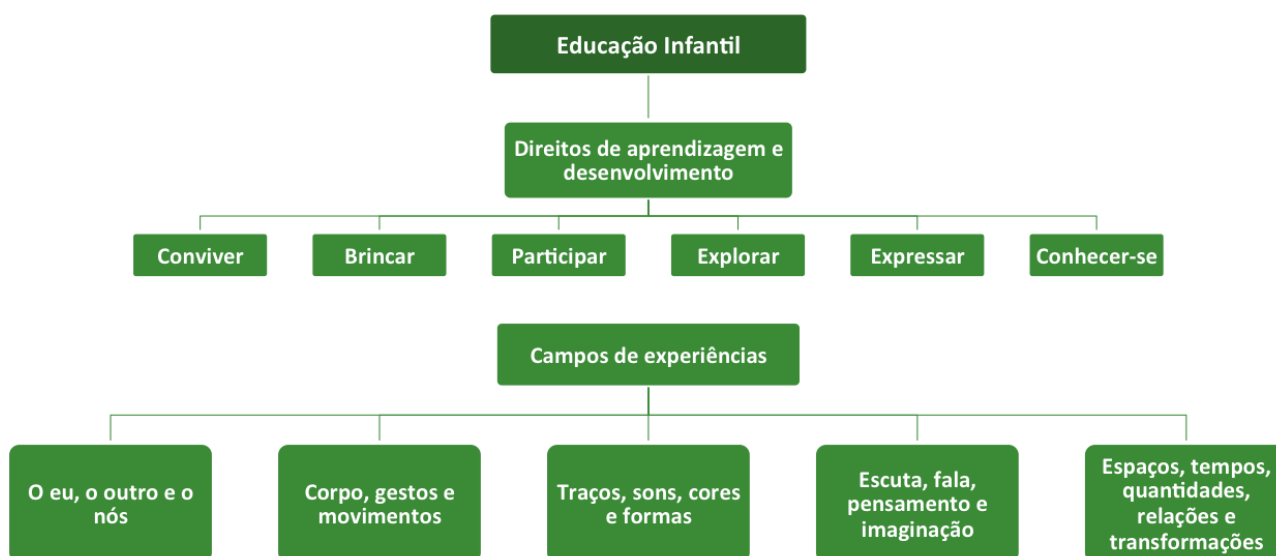 Educação Infantil
Direitos de aprendizagem e
desenvolvimento
Conviver
Brincar
Participar
Explorar
Expressar
Conhecer-se
Campos de experiências
O eu, o outro e o
nós
Corpo, gestos e
movimentos
Traços, sons, cores
e formas
Escuta, fala,
pensamento e
imaginação
Espaços, tempos,
quantidades,
relações e
transformações